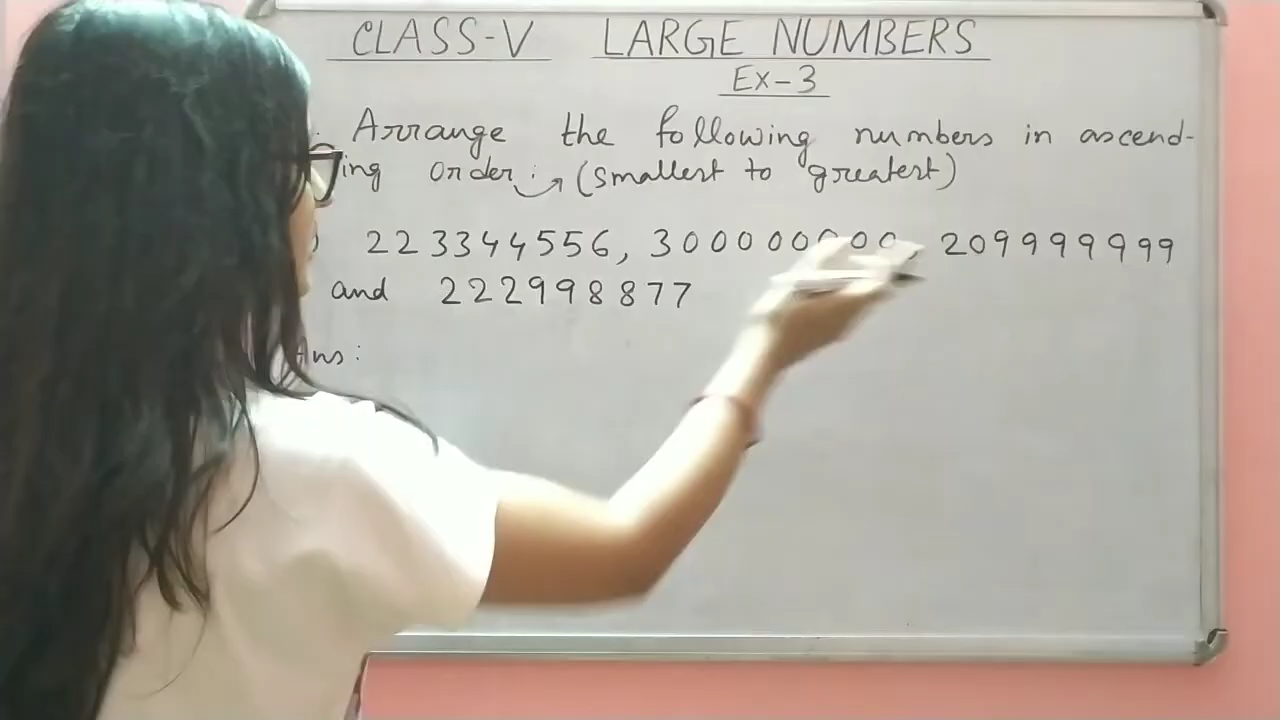 CLASS-V LARGE NUMBERS
Ex-3
Arrange the following numbers in ascend-
ing order : (smallest to greatest)
) 223344556, 300000000, 209999999
and 222998877
Ans :